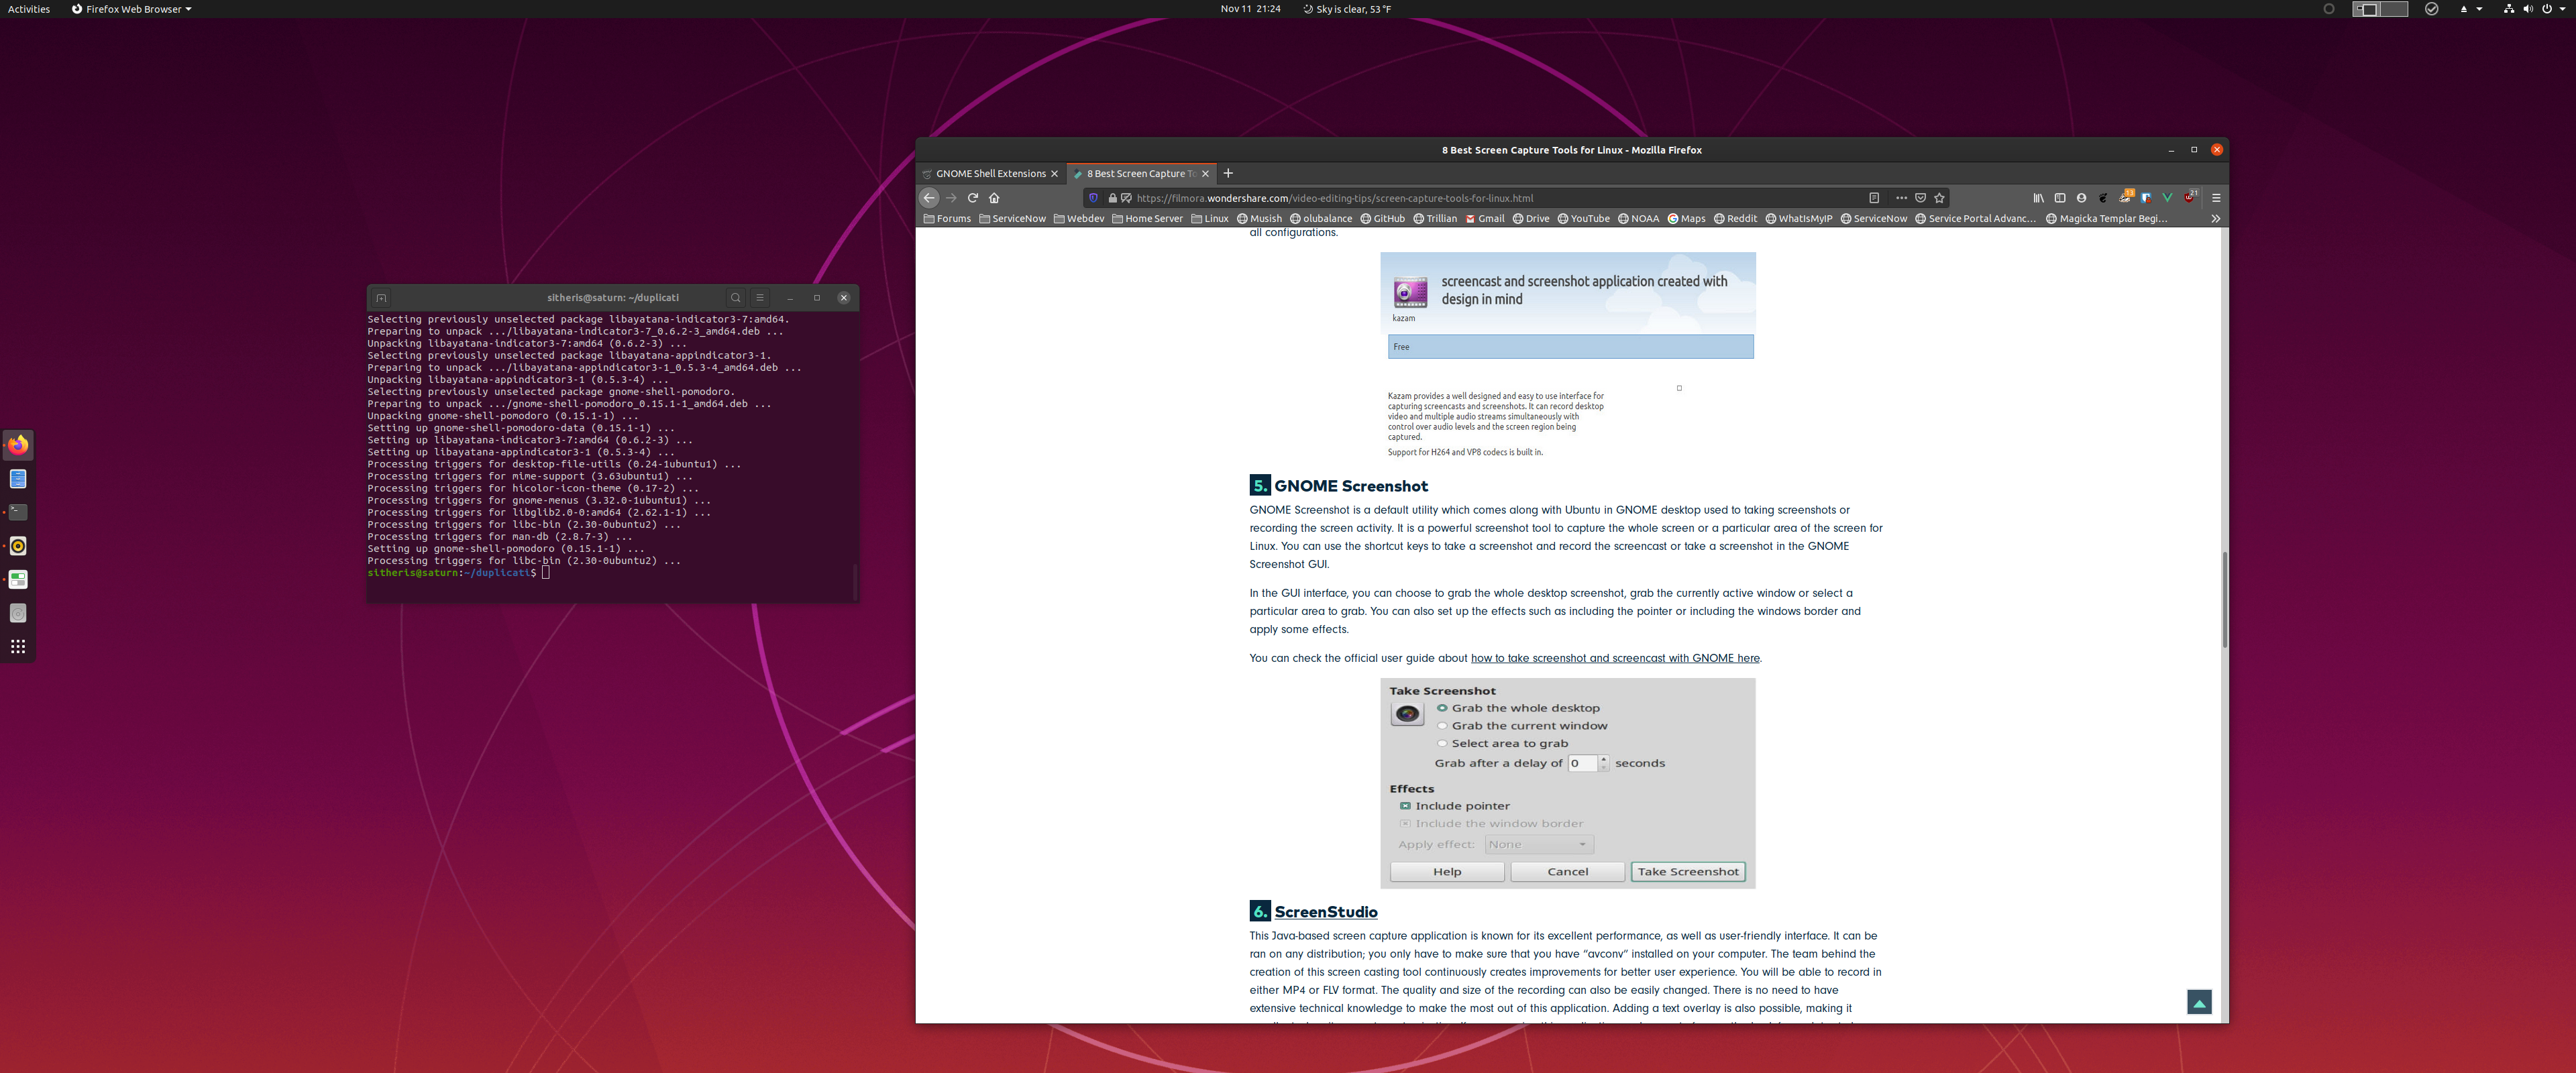 Activities
Firefox Web Browser
Nov 11 21:24
Sky is clear, 53 °F
sitheris@saturn: ~/duplicati
Selecting previously unselected package libayatana-indicator3-7:amd64.
Preparing to unpack .../libayatana-indicator3-7_0.6.2-3_amd64.deb ...
Unpacking libayatana-indicator3-7:amd64 (0.6.2-3) ...
Selecting previously unselected package libayatana-appindicator3-1.
Preparing to unpack .../libayatana-appindicator3-1_0.5.3-4_amd64.deb ...
Unpacking libayatana-appindicator3-1 (0.5.3-4) ...
Selecting previously unselected package gnome-shell-pomodoro.
Preparing to unpack .../gnome-shell-pomodoro_0.15.1-1_amd64.deb ...
Unpacking gnome-shell-pomodoro (0.15.1-1) ...
Setting up gnome-shell-pomodoro-data (0.15.1-1) ...
Setting up libayatana-indicator3-7:amd64 (0.6.2-3) ...
Setting up libayatana-appindicator3-1 (0.5.3-4) ...
Processing triggers for desktop-file-utils (0.24-1ubuntu1) ...
Processing triggers for mime-support (3.63ubuntu1) ...
Processing triggers for hicolor-icon-theme (0.17-2) ...
Processing triggers for gnome-menus (3.32.0-1ubuntu1) ...
Processing triggers for libglib2.0-0:amd64 (2.62.1-1) ...
Processing triggers for libc-bin (2.30-0ubuntu2) ...
Processing triggers for man-db (2.8.7-3) ...
Setting up gnome-shell-pomodoro (0.15.1-1) ...
Processing triggers for libc-bin (2.30-0ubuntu2) ...
sitheris@saturn:~/duplicati$
8 Best Screen Capture Tools for Linux - Mozilla Firefox
GNOME Shell Extensions
8 Best Screen Capture To
https://filmora.wondershare.com/video-editing-tips/screen-capture-tools-for-linux.html
13
21
Forums ServiceNow Webdev Home Server Linux Musish olubalance GitHub Trillian Gmail Drive YouTube NOAA Maps Reddit WhatIsMyIP ServiceNow Service Portal Advanc... Magicka Templar Begi...
all configurations.
screencast and screenshot application created with
design in mind
kazam
Free
Kazam provides a well designed and easy to use interface for
capturing screencasts and screenshots. It can record desktop
video and multiple audio streams simultaneously with
control over audio levels and the screen region being
captured.
Support for H264 and VP8 codecs is built in.
5. GNOME Screenshot
GNOME Screenshot is a default utility which comes along with Ubuntu in GNOME desktop used to taking screenshots or
recording the screen activity. It is a powerful screenshot tool to capture the whole screen or a particular area of the screen for
Linux. You can use the shortcut keys to take a screenshot and record the screencast or take a screenshot in the GNOME
Screenshot GUI.
In the GUI interface, you can choose to grab the whole desktop screenshot, grab the currently active window or select a
particular area to grab. You can also set up the effects such as including the pointer or including the windows border and
apply some effects.
You can check the official user guide about how to take screenshot and screencast with GNOME here.
Take Screenshot
Grab the whole desktop
Grab the current window
Select area to grab
Grab after a delay of 0 seconds
Effects
Include pointer
Include the window border
Apply effect: None
Help Cancel Take Screenshot
6. ScreenStudio
This Java-based screen capture application is known for its excellent performance, as well as user-friendly interface. It can be
ran on any distribution; you only have to make sure that you have “avconv” installed on your computer. The team behind the
creation of this screen casting tool continuously creates improvements for better user experience. You will be able to record in
either MP4 or FLV format. The quality and size of the recording can also be easily changed. There is no need to have
extensive technical knowledge to make the most out of this application. Adding a text overlay is also possible, making it